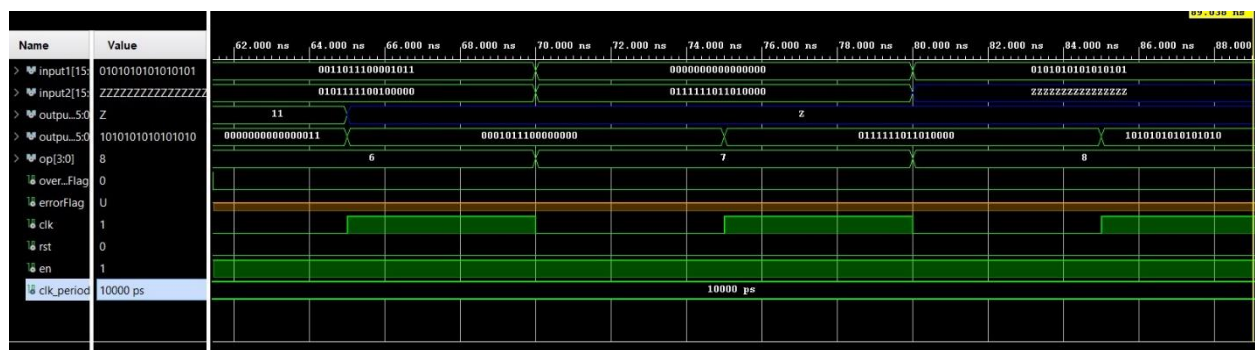 89.038 ns
Name Value 62.000 ns 64.000 ns 66.000 ns 68.000 ns 70.000 ns 72.000 ns 74.000 ns 76.000 ns 78.000 ns 80.000 ns 82.000 ns 84.000 ns 86.000 ns 88.000
input1[15: 0101010101010101 0011011100001011 0000000000000000 0101010101010101
input2[15: ZZZZZZZZZZZZZZZZ 0101111100100000 0111111011010000 ZZZZZZZZZZZZZZZZ
outpu...5:0 Z 11 Z
outpu...5:0 1010101010101010 0000000000000011 0001011100000000 0111111011010000 1010101010101010
op[3:0] 8 6 7 8
over...Flag 0
errorFlag U
clk 1
rst 0
en 1
clk_period 10000 ps 10000 ps